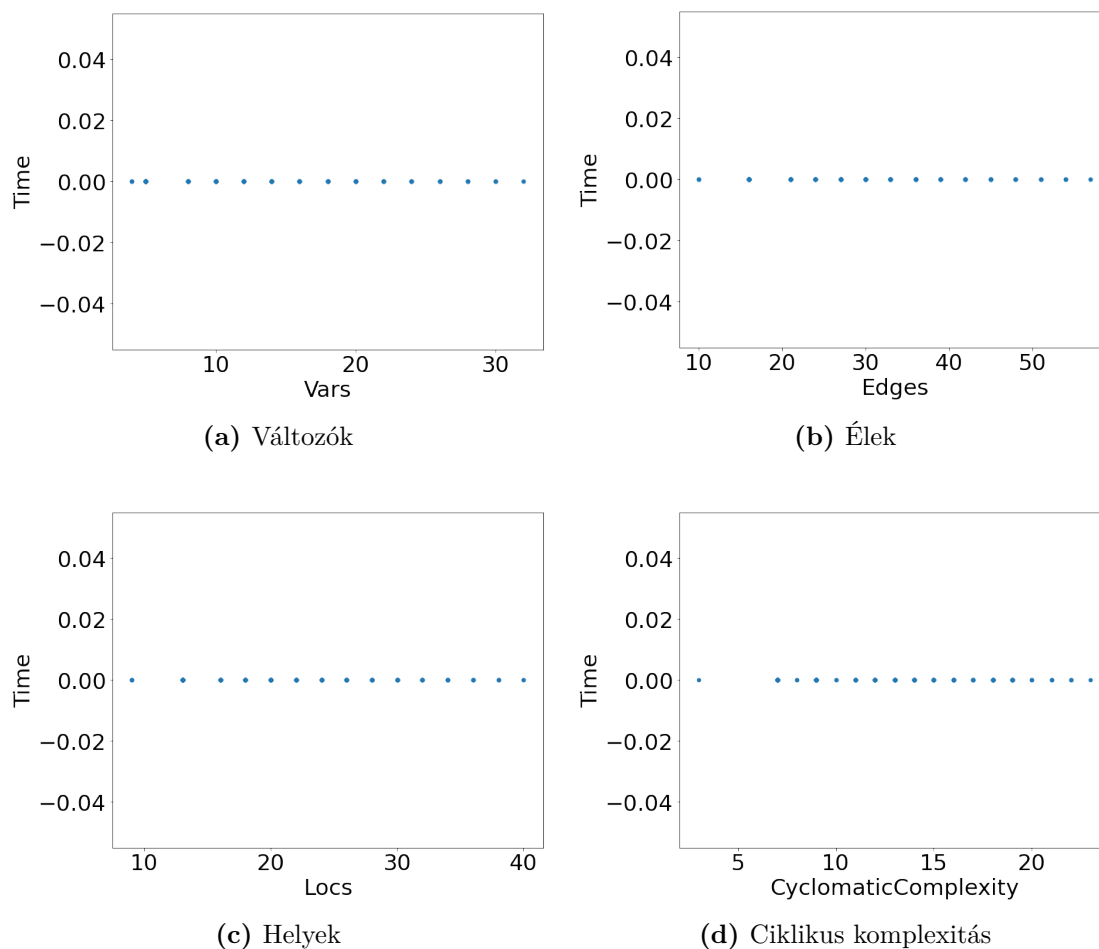 0.04
0.02
0.00
−0.02
−0.04
Time
10 20 30
Vars
(a) Változók
0.04
0.02
0.00
−0.02
−0.04
Time
10 20 30 40 50
Edges
(b) Élek
0.04
0.02
0.00
−0.02
−0.04
Time
10 20 30 40
Locs
(c) Helyek
0.04
0.02
0.00
−0.02
−0.04
Time
5 10 15 20
CyclomaticComplexity
(d) Ciklikus komplexitás